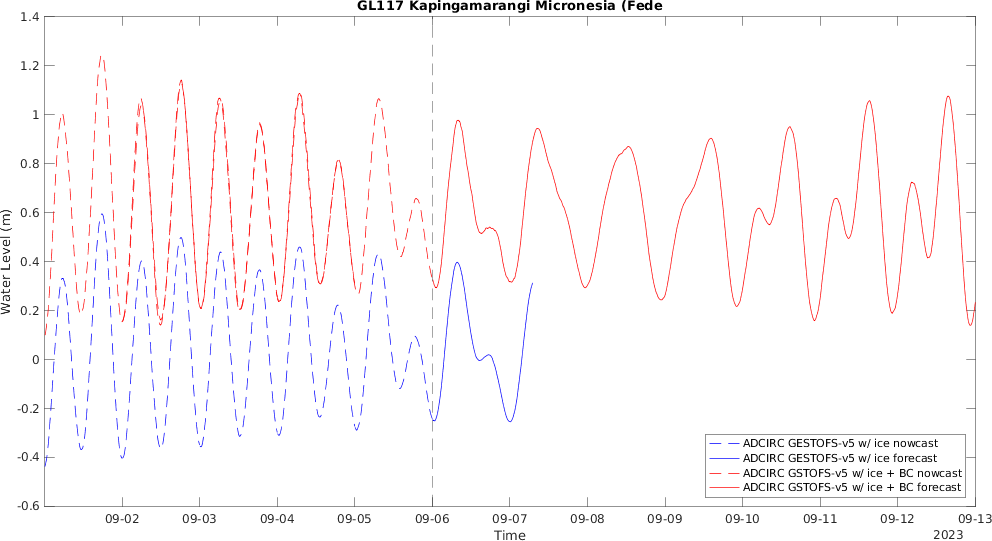 GL117 Kapingamarangi Micronesia (Fede
1.4
1.2
1
0.8
0.6
0.4
0.2
0
-0.2
-0.4
-0.6
Water Level (m)
ADCIRC GESTOFS-v5 w/ ice nowcast
ADCIRC GESTOFS-v5 w/ ice forecast
ADCIRC GSTOFS-v5 w/ ice + BC nowcast
ADCIRC GSTOFS-v5 w/ ice + BC forecast
09-02 09-03 09-04 09-05 09-06 09-07 09-08 09-09 09-10 09-11 09-12 09-13
Time
2023